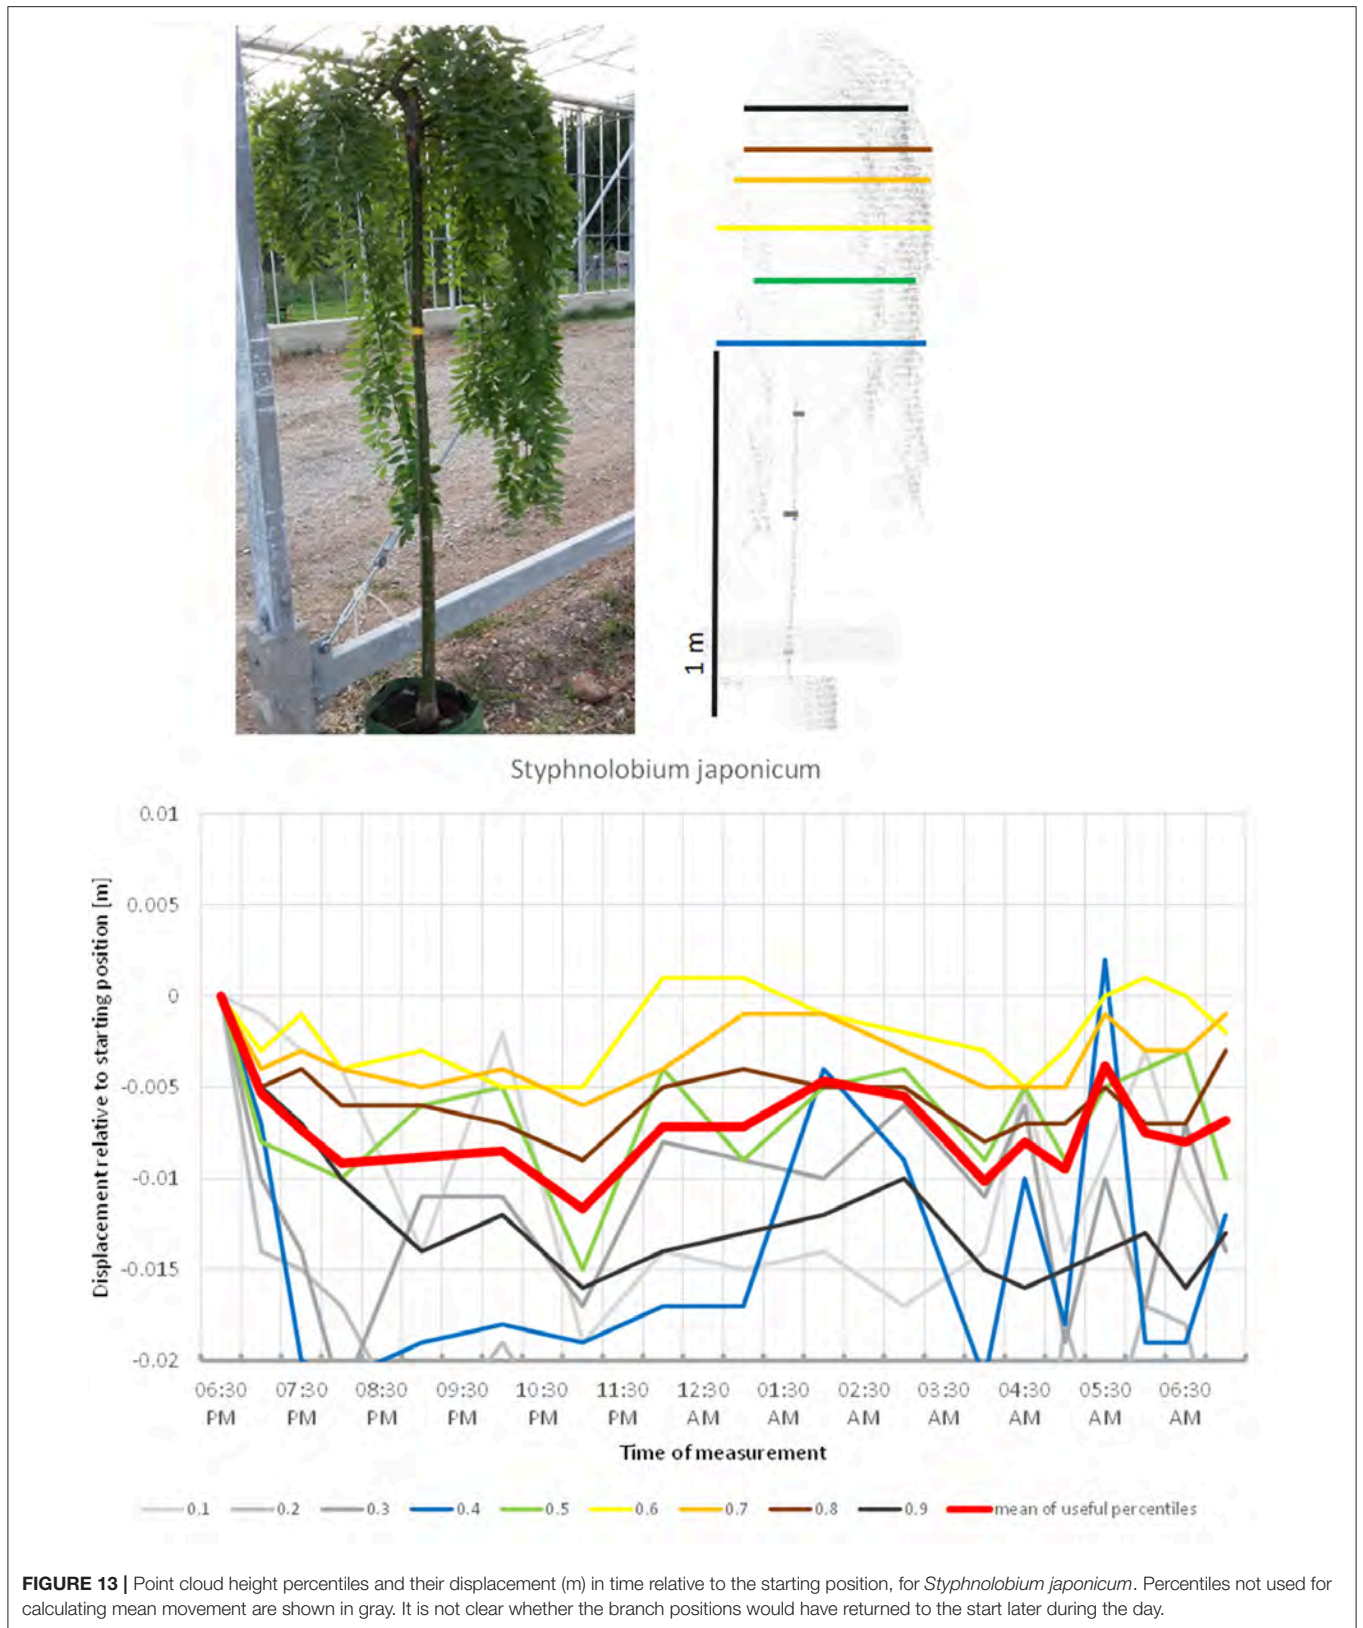 1 m
Styphnolobium japonicum
Displacement relative to starting position [m]
0.01
0.005
0
-0.005
-0.01
-0.015
-0.02
06:30 07:30 08:30 09:30 10:30 11:30 12:30 01:30 02:30 03:30 04:30 05:30 06:30
PM PM PM PM PM PM AM AM AM AM AM AM AM
Time of measurement
0.1 0.2 0.3 0.4 0.5 0.6 0.7 0.8 0.9 mean of useful percentiles
FIGURE 13 | Point cloud height percentiles and their displacement (m) in time relative to the starting position, for Styphnolobium japonicum. Percentiles not used for
calculating mean movement are shown in gray. It is not clear whether the branch positions would have returned to the start later during the day.